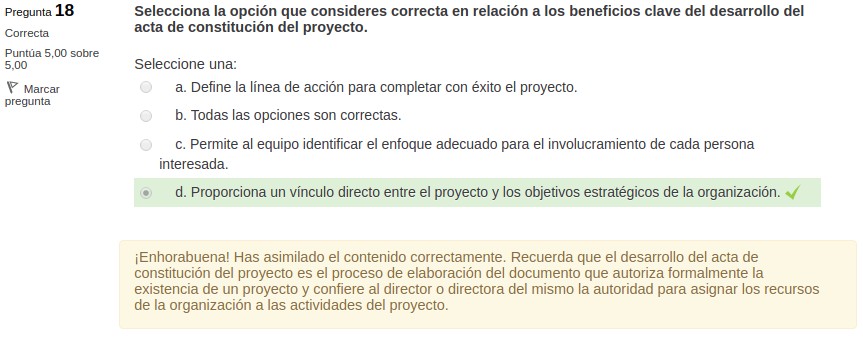 Pregunta 18
Correcta
Puntúa 5,00 sobre
5,00
Marcar
pregunta
Selecciona la opción que consideres correcta en relación a los beneficios clave del desarrollo del
acta de constitución del proyecto.
Seleccione una:
a. Define la línea de acción para completar con éxito el proyecto.
b. Todas las opciones son correctas.
c. Permite al equipo identificar el enfoque adecuado para el involucramiento de cada persona
interesada.
d. Proporciona un vínculo directo entre el proyecto y los objetivos estratégicos de la organización.
¡Enhorabuena! Has asimilado el contenido correctamente. Recuerda que el desarrollo del acta de
constitución del proyecto es el proceso de elaboración del documento que autoriza formalmente la
existencia de un proyecto y confiere al director o directora del mismo la autoridad para asignar los recursos
de la organización a las actividades del proyecto.